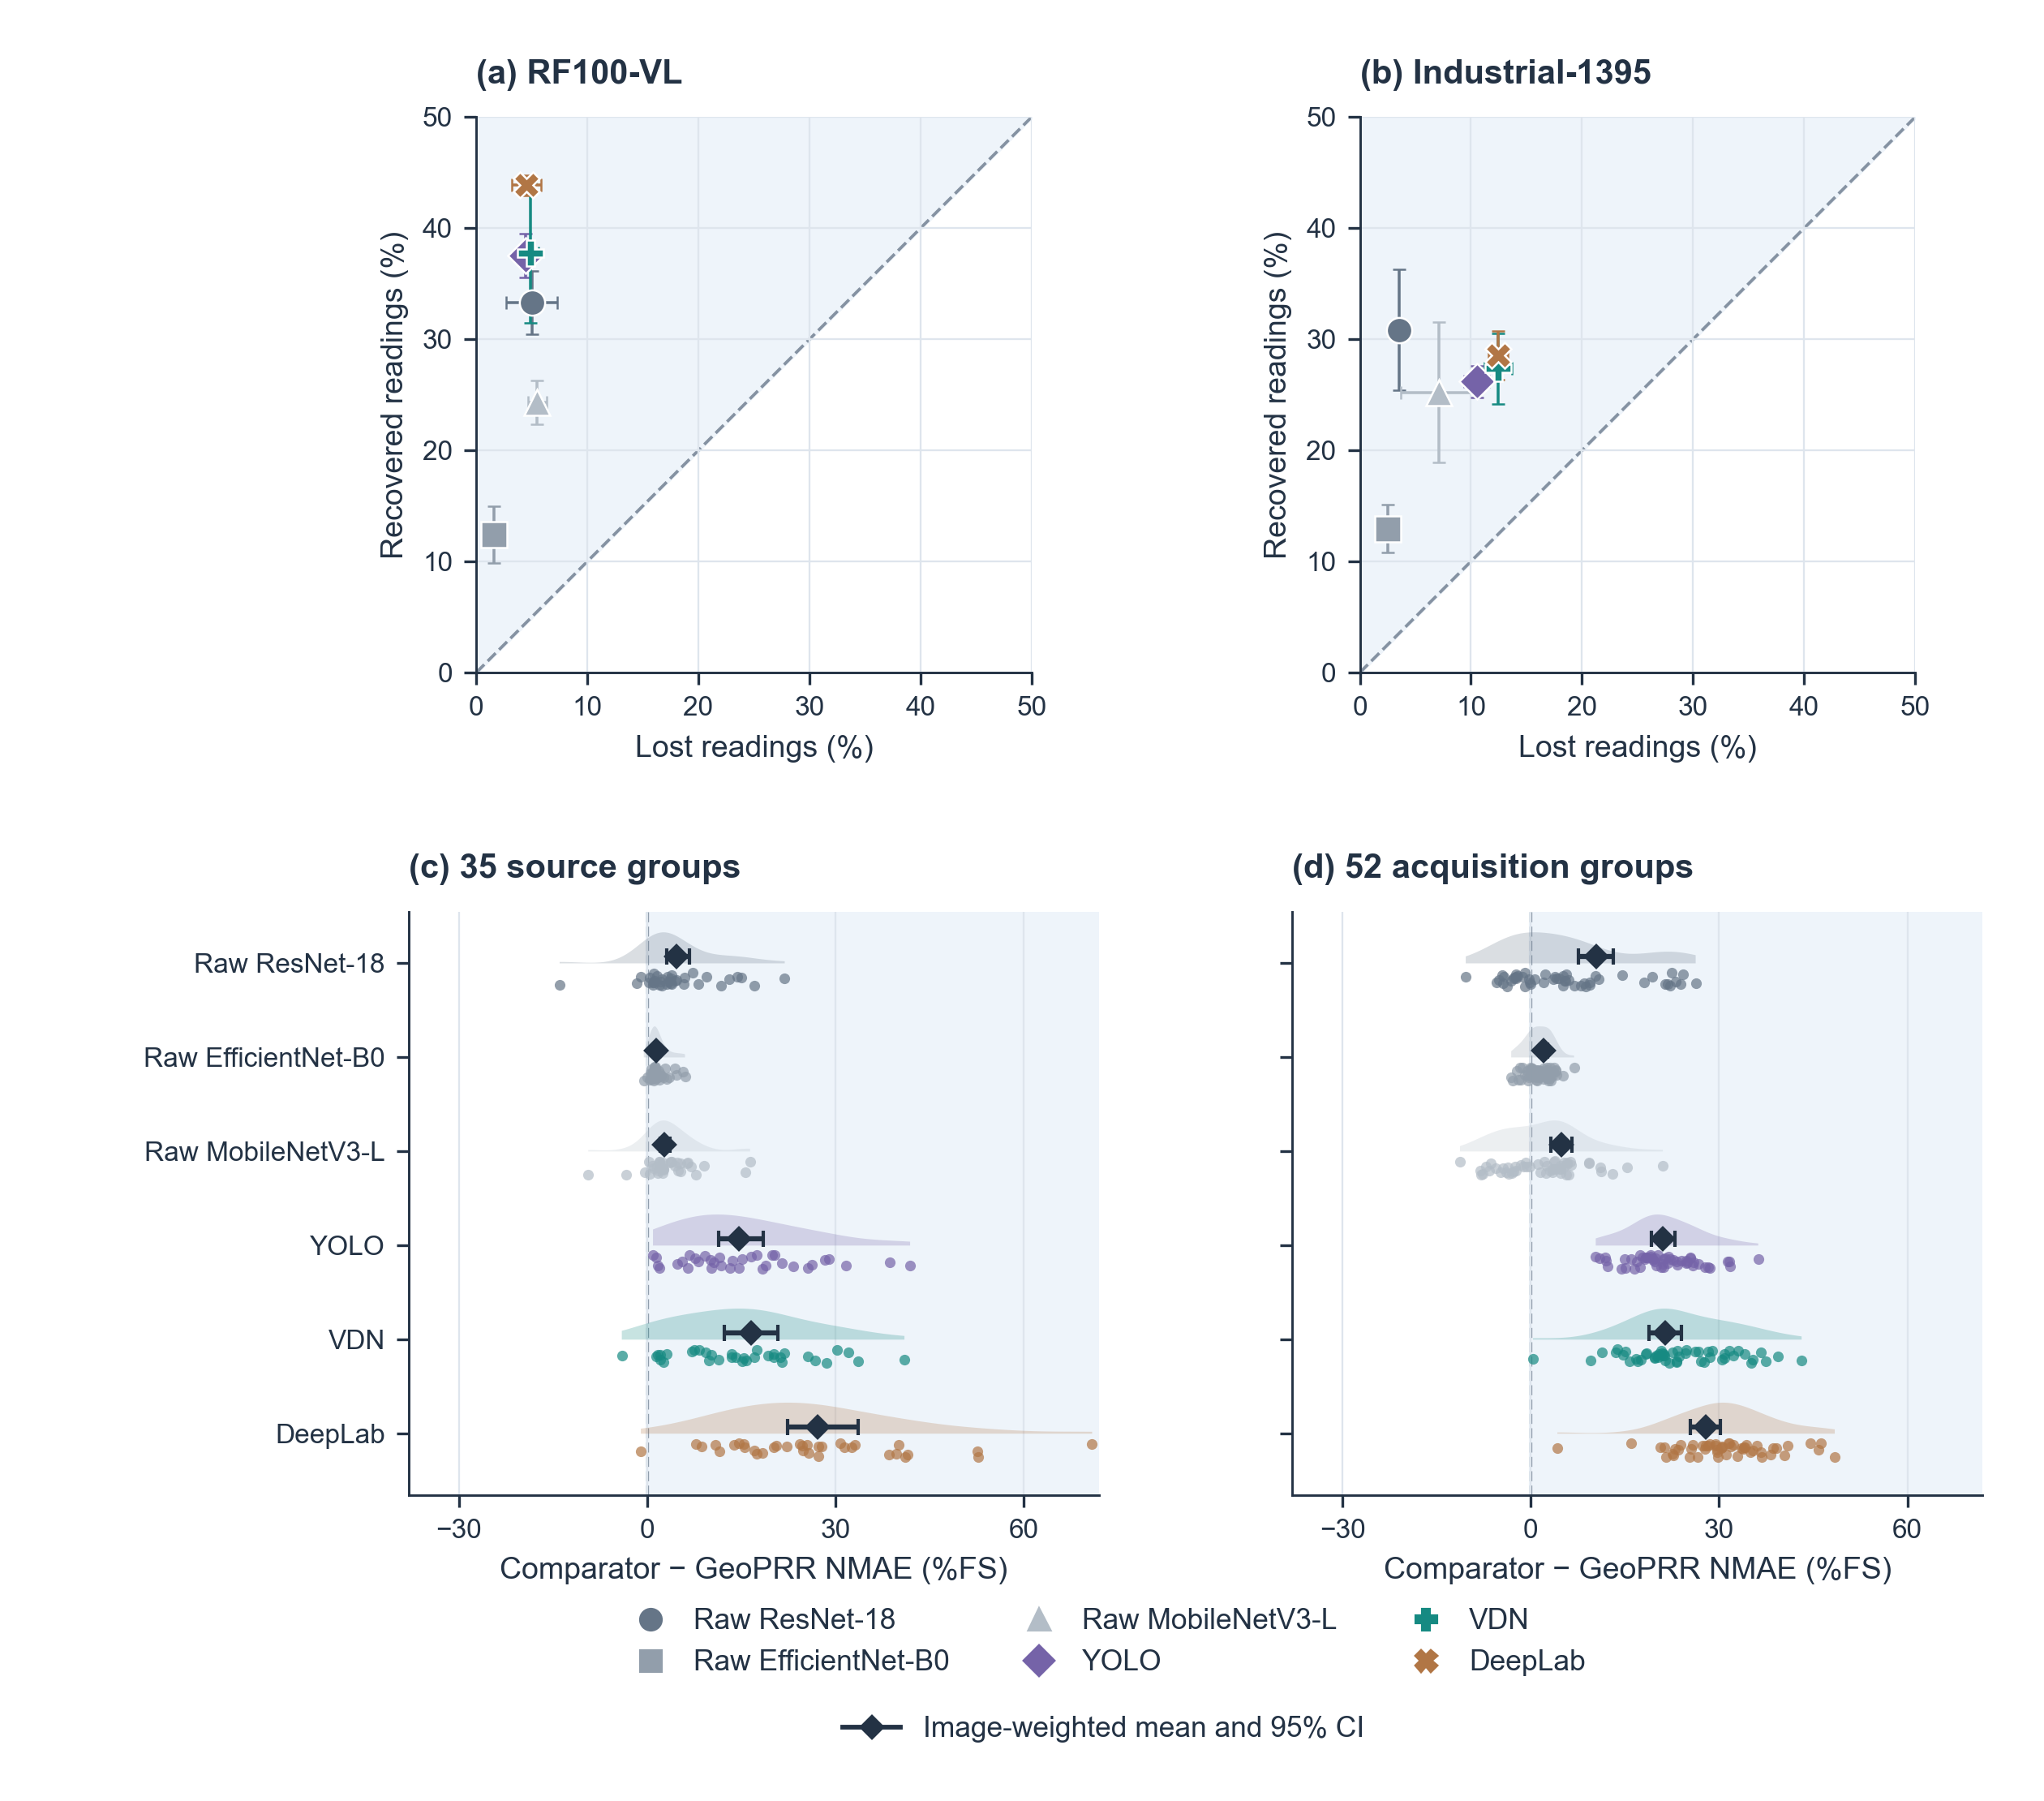 (a) RF100-VL
50
40
30
20
10
0
0 10 20 30 40 50
Recovered readings (%)
Lost readings (%)
(b) Industrial-1395
50
40
30
20
10
0
0 10 20 30 40 50
Recovered readings (%)
Lost readings (%)
(c) 35 source groups
Raw ResNet-18
Raw EfficientNet-B0
Raw MobileNetV3-L
YOLO
VDN
DeepLab
−30 0 30 60
Comparator − GeoPRR NMAE (%FS)
(d) 52 acquisition groups
−30 0 30 60
Comparator − GeoPRR NMAE (%FS)
Raw ResNet-18 Raw MobileNetV3-L VDN
Raw EfficientNet-B0 YOLO DeepLab
Image-weighted mean and 95% CI